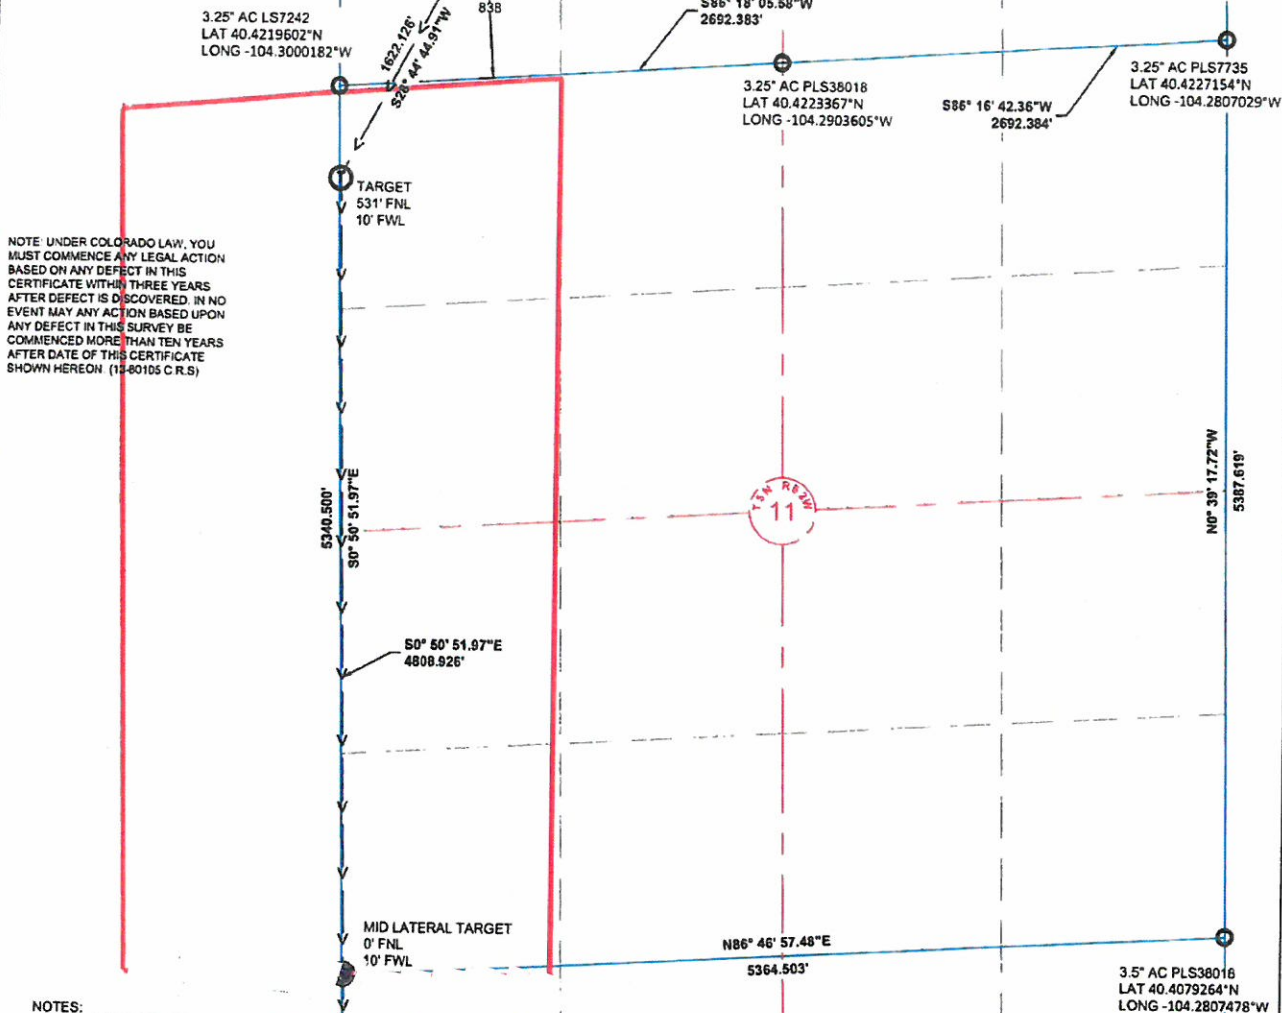 S86° 18' 05.58"W
2692.383'
838
3.25" AC LS7242
LAT 40.4219602°N
LONG -104.3000182°W
1622.126'
S28° 44' 44.91"W
3.25" AC PLS38018
LAT 40.4223367°N
LONG -104.2903605°W
S86° 16' 42.36"W
2692.384'
3.25" AC PLS7735
LAT 40.4227154°N
LONG -104.2807029°W
TARGET
531' FNL
10' FWL
NOTE: UNDER COLORADO LAW, YOU
MUST COMMENCE ANY LEGAL ACTION
BASED ON ANY DEFECT IN THIS
CERTIFICATE WITHIN THREE YEARS
AFTER DEFECT IS DISCOVERED. IN NO
EVENT MAY ANY ACTION BASED UPON
ANY DEFECT IN THIS SURVEY BE
COMMENCED MORE THAN TEN YEARS
AFTER DATE OF THIS CERTIFICATE
SHOWN HEREON. (13-80105 C.R.S)
5340.500'
S0° 50' 51.97"E
T5N R62W
11
N0° 39' 17.72"W
5387.619'
S0° 50' 51.97"E
4808.926'
MID LATERAL TARGET
0' FNL
10' FWL
N86° 46' 57.48"E
5364.503'
3.5" AC PLS38018
LAT 40.4079264°N
LONG -104.2807478°W
NOTES: